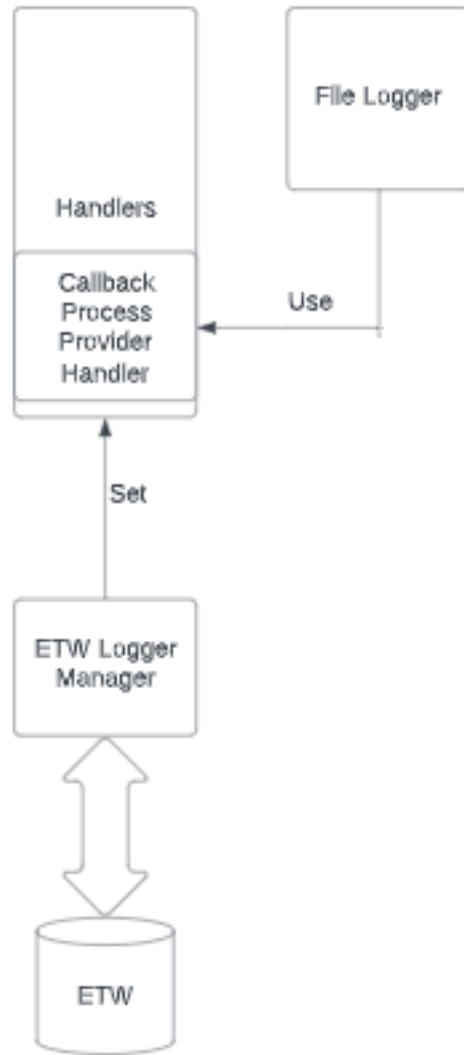 File Logger
Handlers
Callback
Process
Provider
Handler
Use
Set
ETW Logger
Manager
ETW